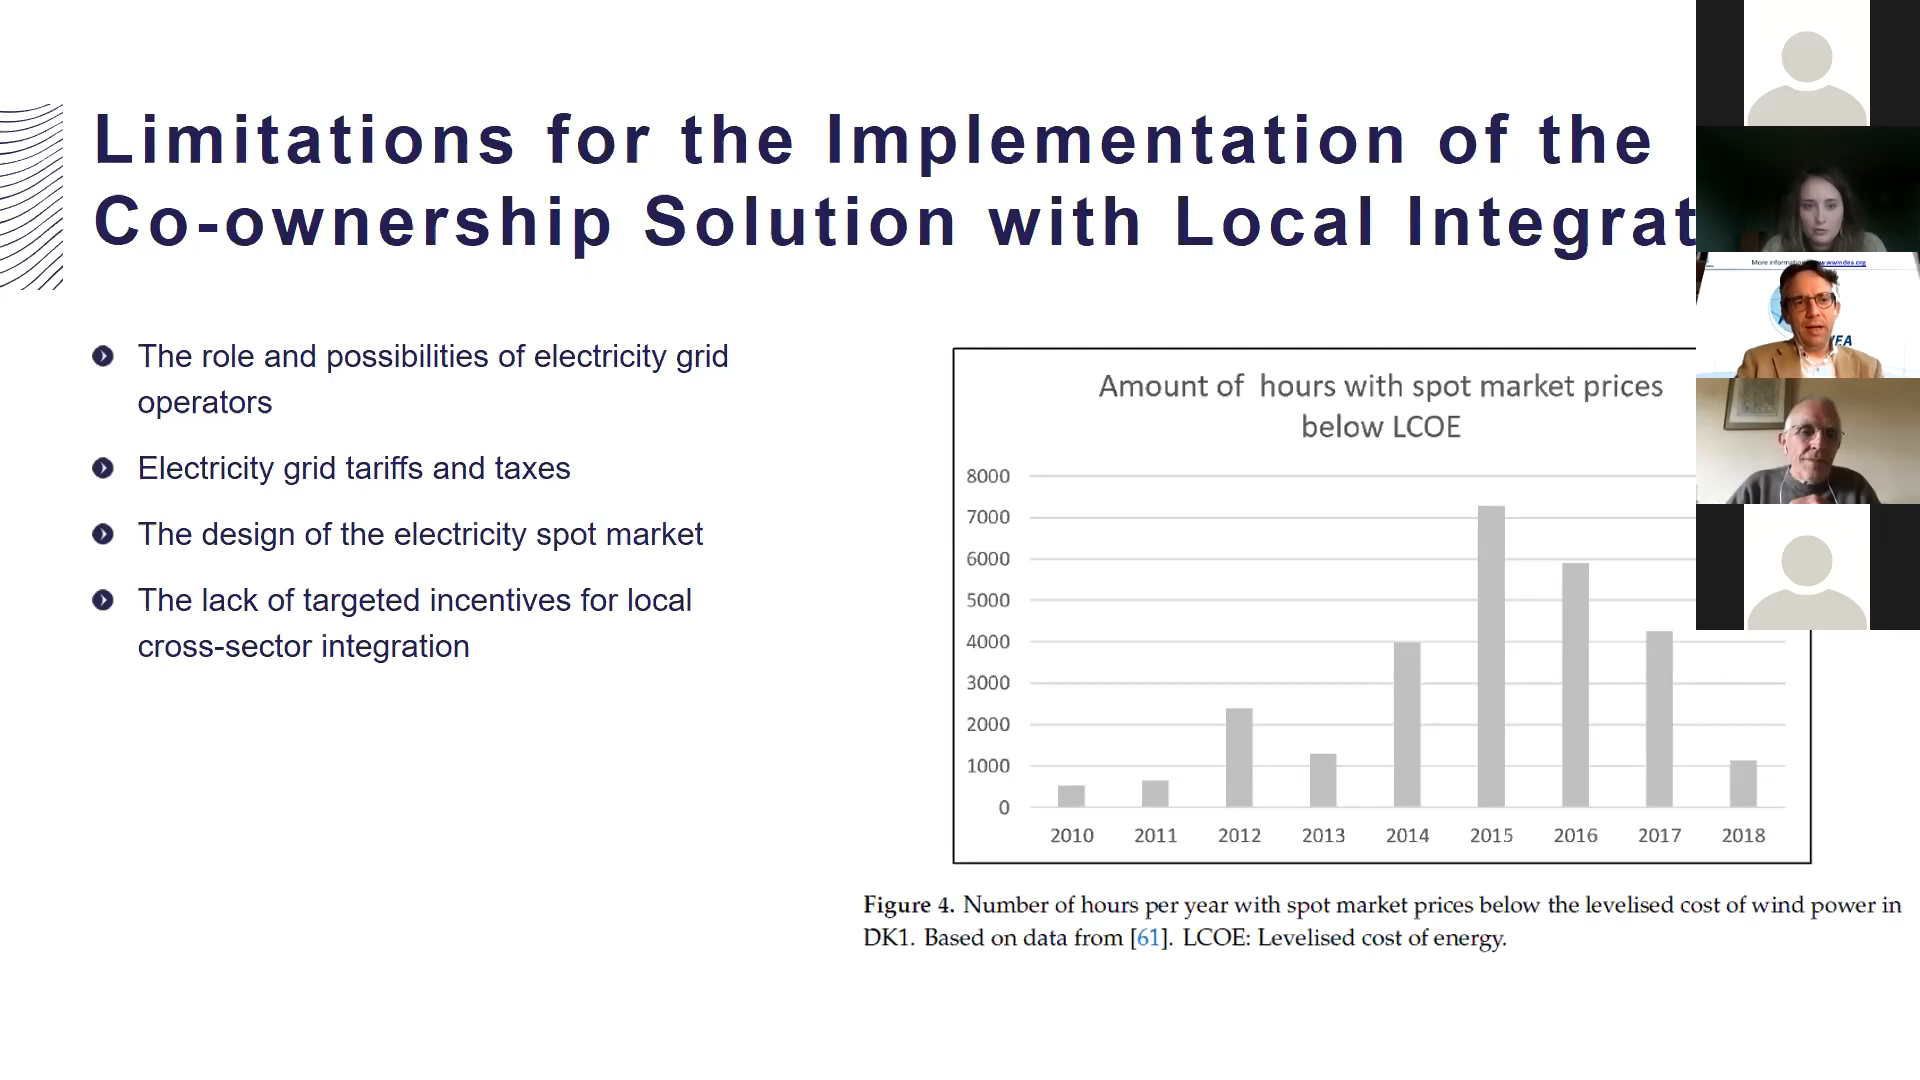 Limitations for the Implementation of the
Co-ownership Solution with Local Integrat
The role and possibilities of electricity grid
operators
Electricity grid tariffs and taxes
The design of the electricity spot market
The lack of targeted incentives for local
cross-sector integration
Amount of hours with spot market prices
below LCOE
8000
7000
6000
5000
4000
3000
2000
1000
0
2010 2011 2012 2013 2014 2015 2016 2017 2018
Figure 4. Number of hours per year with spot market prices below the levelised cost of wind power in
DK1. Based on data from [61]. LCOE: Levelised cost of energy.
More information
wwindea.org